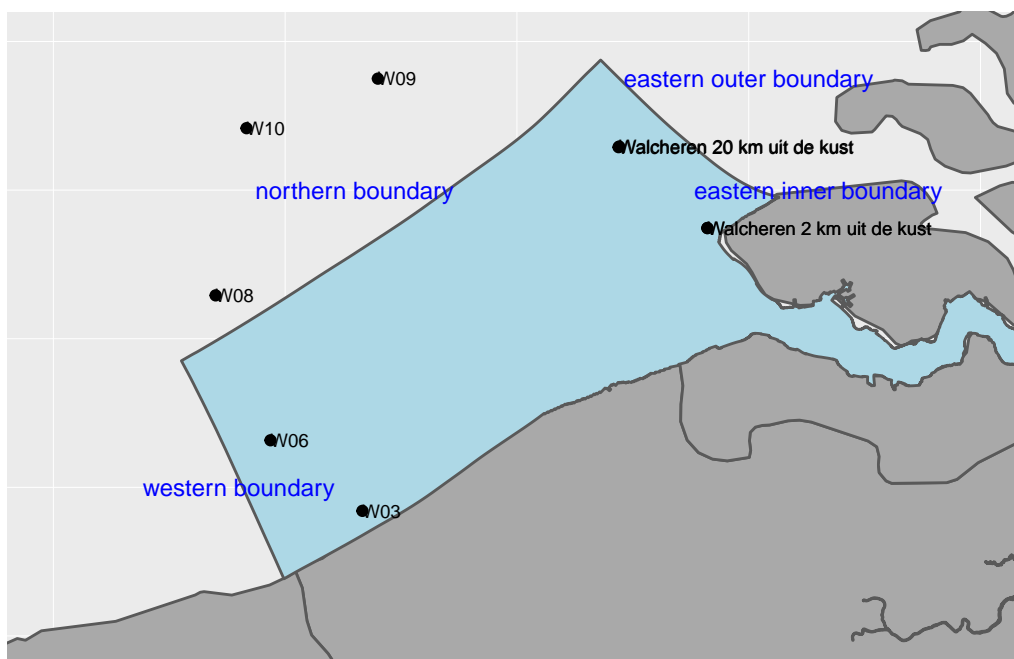 W09
eastern outer boundary
W10
Walcheren 20 km uit de kust
northern boundary
eastern inner boundary
Walcheren 2 km uit de kust
W08
W06
western boundary
W03